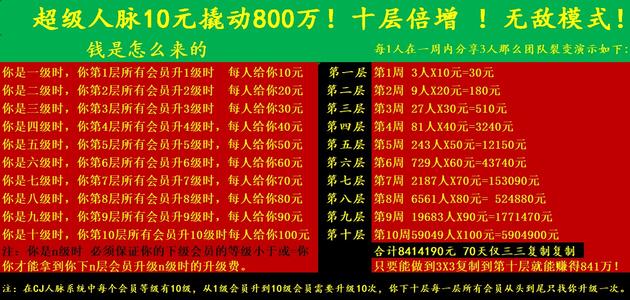 超级人脉10元撬动800万！十层倍增 ！无敌模式！
钱是怎么来的
每1人在一周内分享3人那么团队裂变演示如下:
你是一级时，你第1层所有会员升1级时 每人给你10元 第一层 第1周 3人X10元=30元
你是二级时，你第2层所有会员升2级时 每人给你20元 第二层 第2周 9人X20元=180元
你是三级时，你第3层所有会员升3级时 每人给你30元 第三层 第3周 27人X30元=510元
你是四级时，你第4层所有会员升4级时，每人给你40元 第四层 第4周 81人X40元=3240元
你是五级时，你第5层所有会员升5级时，每人给你50元 第五层 第5周 243人X50元=12150元
你是六级时，你第6层所有会员升6级时，每人给你60元 第六层 第6周 729人X60元=43740元
你是七级时，你第7层所有会员升7级时，每人给你70元 第七层 第7周 2187人X70元=153090元
你是八级时，你第8层所有会员升8级时，每人给你80元 第八层 第8周 6561人X80元= 524880元
你是九级时，你第9层所有会员升9级时，每人给你90元 第九层 第9周 19683人X90元=1771470元
你是十级时，你第10层所有会员升10级时每人给你100元 第十层 第10周59049人X100元=5904900元
注：你是n级时 必须保证你的下级会员的等级小于或 你 合计8414190元 70天仅三三复制复制
你才能拿到你下n层会员升级n级时的升级费。 只要能做到3X3复制到第十层就能赚得841万！
注：在CJ人脉系统中每个会员等级有10级，从1级会员升到10级会员需要升级10次，你下十层每一层所有会员从头到尾只找你升级一次。